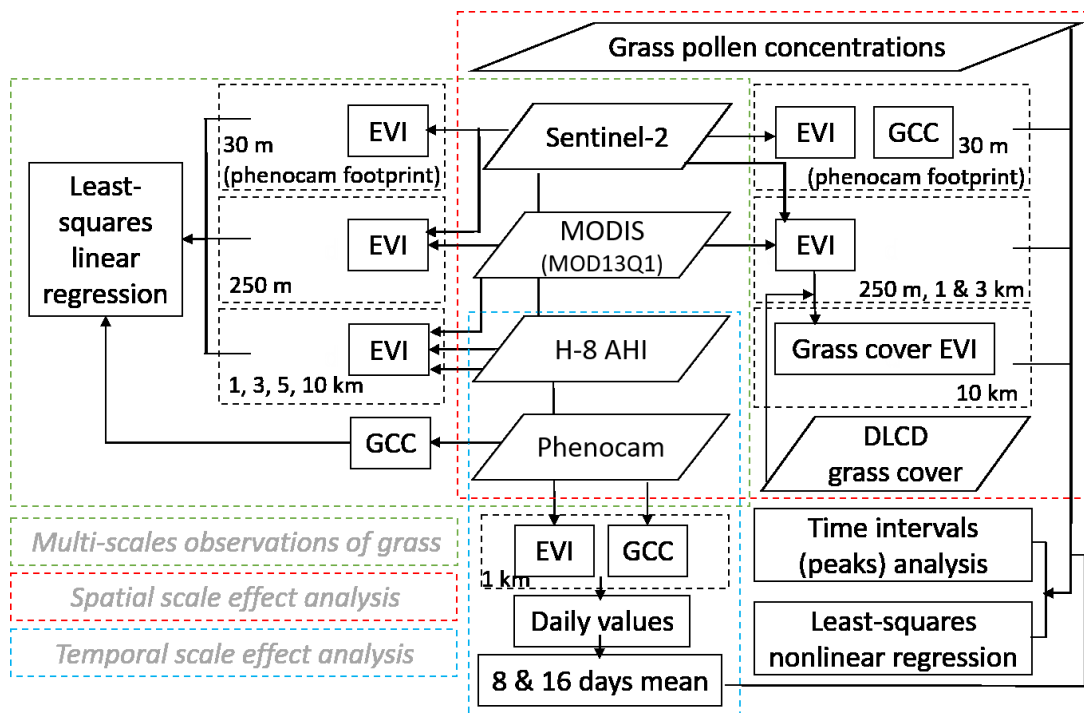 Grass pollen concentrations
EVI
30 m
(phenocam footprint)
Sentinel-2
EVI
GCC
30 m
(phenocam footprint)
Least-
squares
linear
regression
EVI
250 m
MODIS
(MOD13Q1)
EVI
250 m, 1 & 3 km
EVI
1, 3, 5, 10 km
H-8 AHI
Grass cover EVI
10 km
GCC
Phenocam
DLCD
grass cover
Multi-scales observations of grass
Spatial scale effect analysis
Temporal scale effect analysis
EVI
GCC
1 km
Daily values
8 & 16 days mean
Time intervals
(peaks) analysis
Least-squares
nonlinear regression